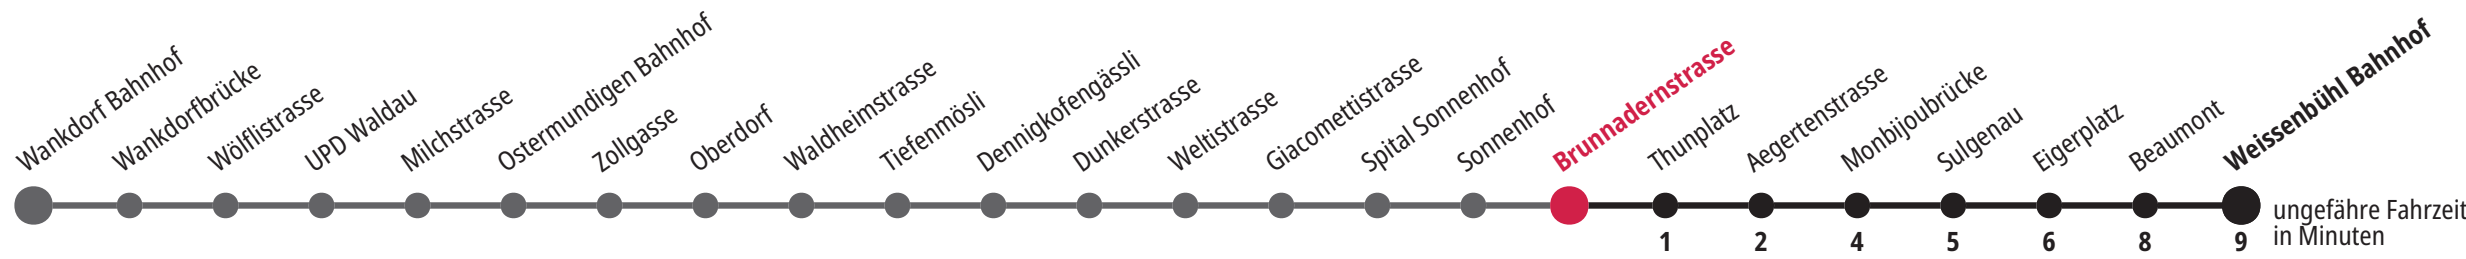 Wankdorf Bahnhof
Wankdorfbrücke
Wölflistrasse
UPD Waldau
Milchstrasse
Ostermundigen Bahnhof
Zollgasse
Oberdorf
Waldheimstrasse
Tiefenmösli
Dennigkofengässli
Dunkerstrasse
Weltistrasse
Giacomettistrasse
Spital Sonnenhof
Sonnenhof
Brunnadernstrasse
Thunplatz
Aegertenstrasse
Monbijoubrücke
Sulgenau
Eigerplatz
Beaumont
Weissenbühl Bahnhof
1 2 4 5 6 8 9
ungefähre Fahrzeit
in Minuten